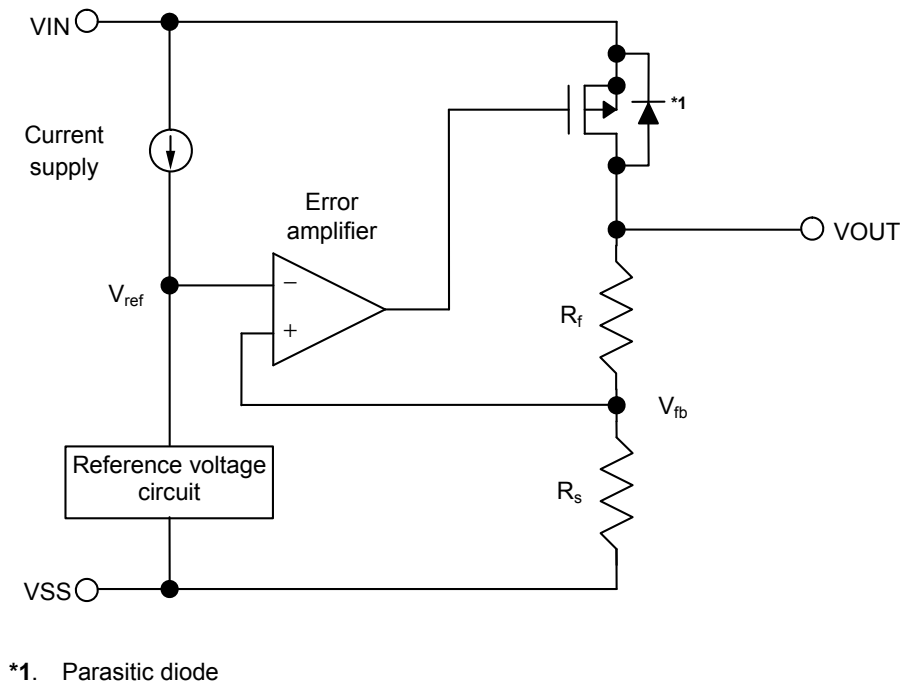 VIN
*1
Current
supply
Error
amplifier
VOUT
Vref
−
+
Rf
Vfb
Reference voltage
circuit
Rs
VSS
*1. Parasitic diode